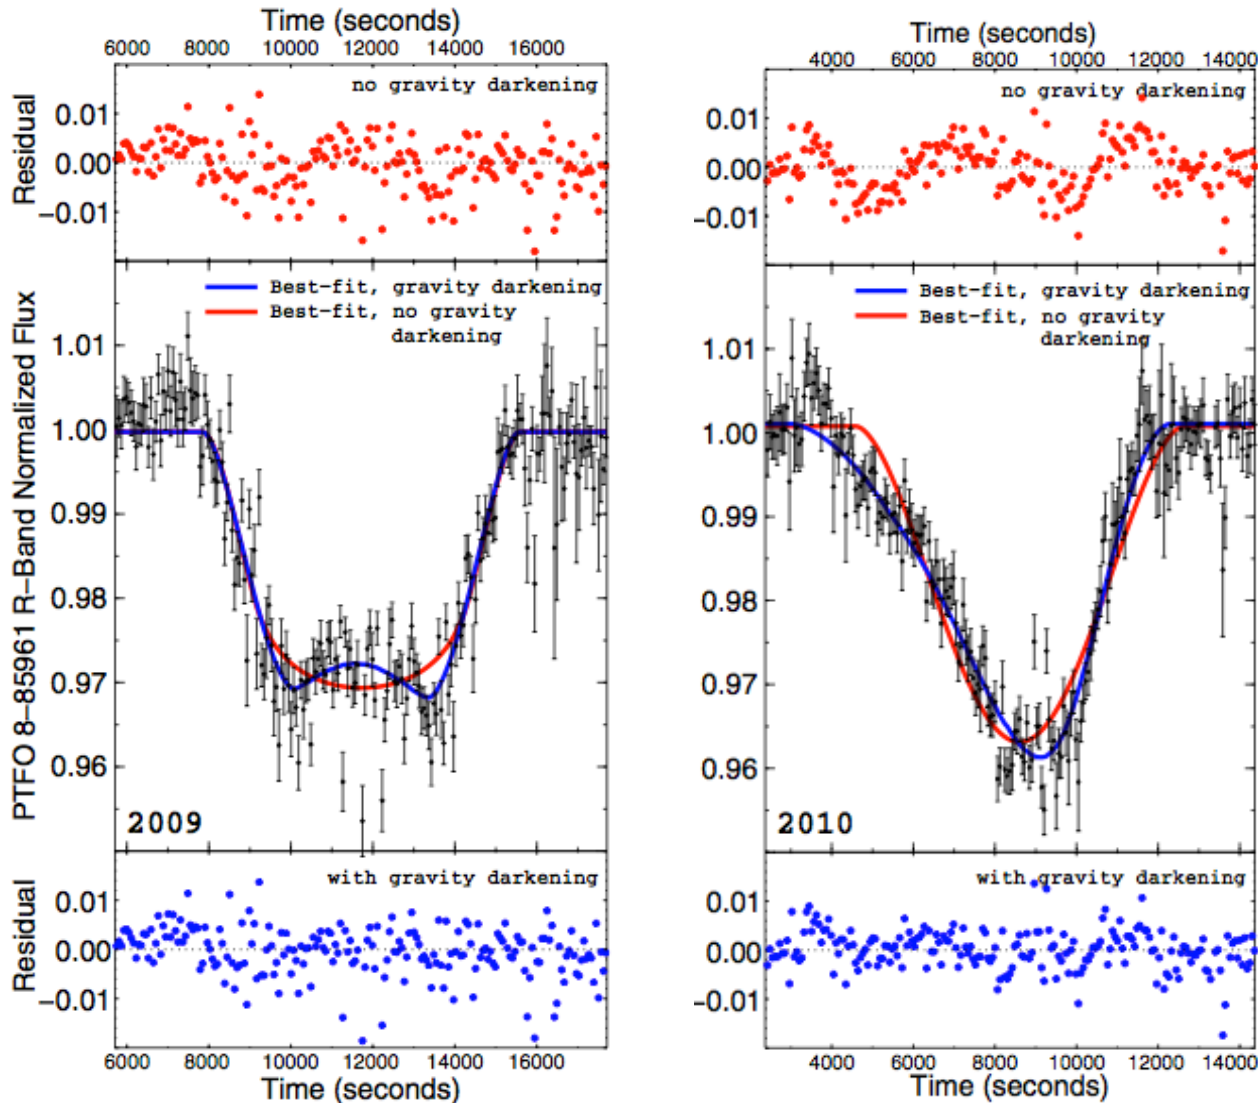 Time (seconds)
6000 8000 10000 12000 14000 16000
no gravity darkening
0.01
0.00
−0.01
Residual
Best-fit, gravity darkening
Best-fit, no gravity
darkening
1.01
1.00
0.99
0.98
0.97
0.96
PTFO 8−85961 R−Band Normalized Flux
2009
with gravity darkening
0.01
0.00
−0.01
Residual
6000 8000 10000 12000 14000 16000
Time (seconds)
Time (seconds)
4000 6000 8000 10000 12000 14000
no gravity darkening
0.01
0.00
−0.01
Best-fit, gravity darkening
Best-fit, no gravity
darkening
1.01
1.00
0.99
0.98
0.97
0.96
2010
with gravity darkening
0.01
0.00
−0.01
4000 6000 8000 10000 12000 14000
Time (seconds)